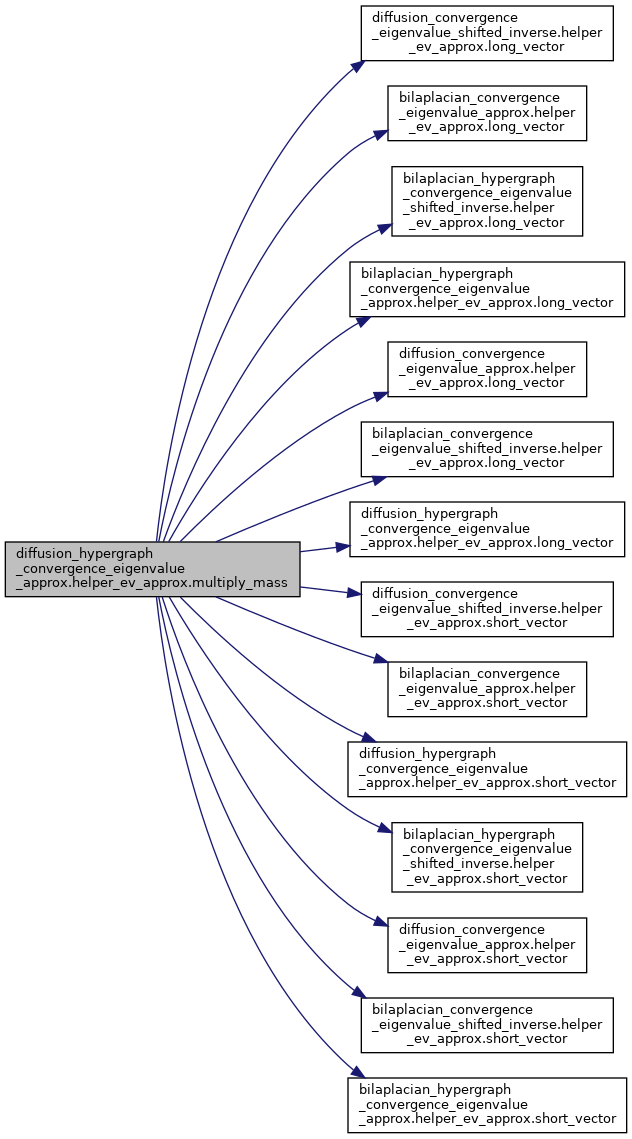 diffusion_convergence
_eigenvalue_shifted_inverse.helper
_ev_approx.long_vector
bilaplacian_convergence
_eigenvalue_approx.helper
_ev_approx.long_vector
bilaplacian_hypergraph
_convergence_eigenvalue
_shifted_inverse.helper
_ev_approx.long_vector
bilaplacian_hypergraph
_convergence_eigenvalue
_approx.helper_ev_approx.long_vector
diffusion_convergence
_eigenvalue_approx.helper
_ev_approx.long_vector
bilaplacian_convergence
_eigenvalue_shifted_inverse.helper
_ev_approx.long_vector
diffusion_hypergraph
_convergence_eigenvalue
_approx.helper_ev_approx.long_vector
diffusion_hypergraph
_convergence_eigenvalue
_approx.helper_ev_approx.multiply_mass
diffusion_convergence
_eigenvalue_shifted_inverse.helper
_ev_approx.short_vector
bilaplacian_convergence
_eigenvalue_approx.helper
_ev_approx.short_vector
diffusion_hypergraph
_convergence_eigenvalue
_approx.helper_ev_approx.short_vector
bilaplacian_hypergraph
_convergence_eigenvalue
_shifted_inverse.helper
_ev_approx.short_vector
diffusion_convergence
_eigenvalue_approx.helper
_ev_approx.short_vector
bilaplacian_convergence
_eigenvalue_shifted_inverse.helper
_ev_approx.short_vector
bilaplacian_hypergraph
_convergence_eigenvalue
_approx.helper_ev_approx.short_vector